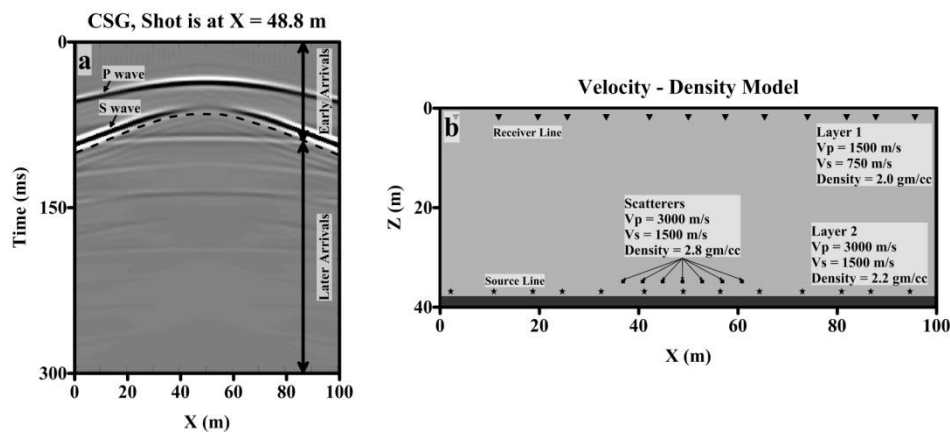 CSG, Shot is at X = 48.8 m
0
150
300
Time (ms)
a
P wave
S wave
Early Arrivals
Later Arrivals
0 20 40 60 80 100
X (m)
Velocity - Density Model
0
20
40
Z (m)
b
Receiver Line
Layer 1
Vp = 1500 m/s
Vs = 750 m/s
Density = 2.0 gm/cc
Scatterers
Vp = 3000 m/s
Vs = 1500 m/s
Density = 2.8 gm/cc
Layer 2
Vp = 3000 m/s
Vs = 1500 m/s
Density = 2.2 gm/cc
Source Line
0 20 40 60 80 100
X (m)